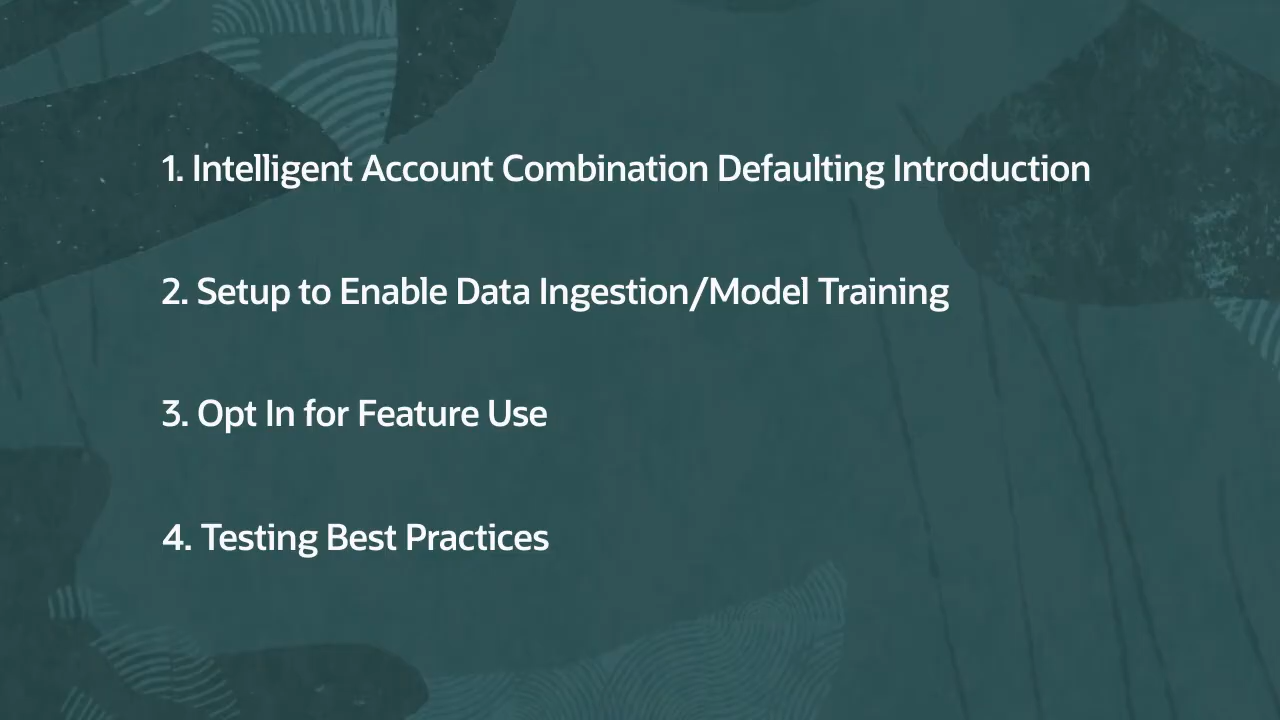 1. Intelligent Account Combination Defaulting Introduction
2. Setup to Enable Data Ingestion/Model Training
3. Opt In for Feature Use
4. Testing Best Practices